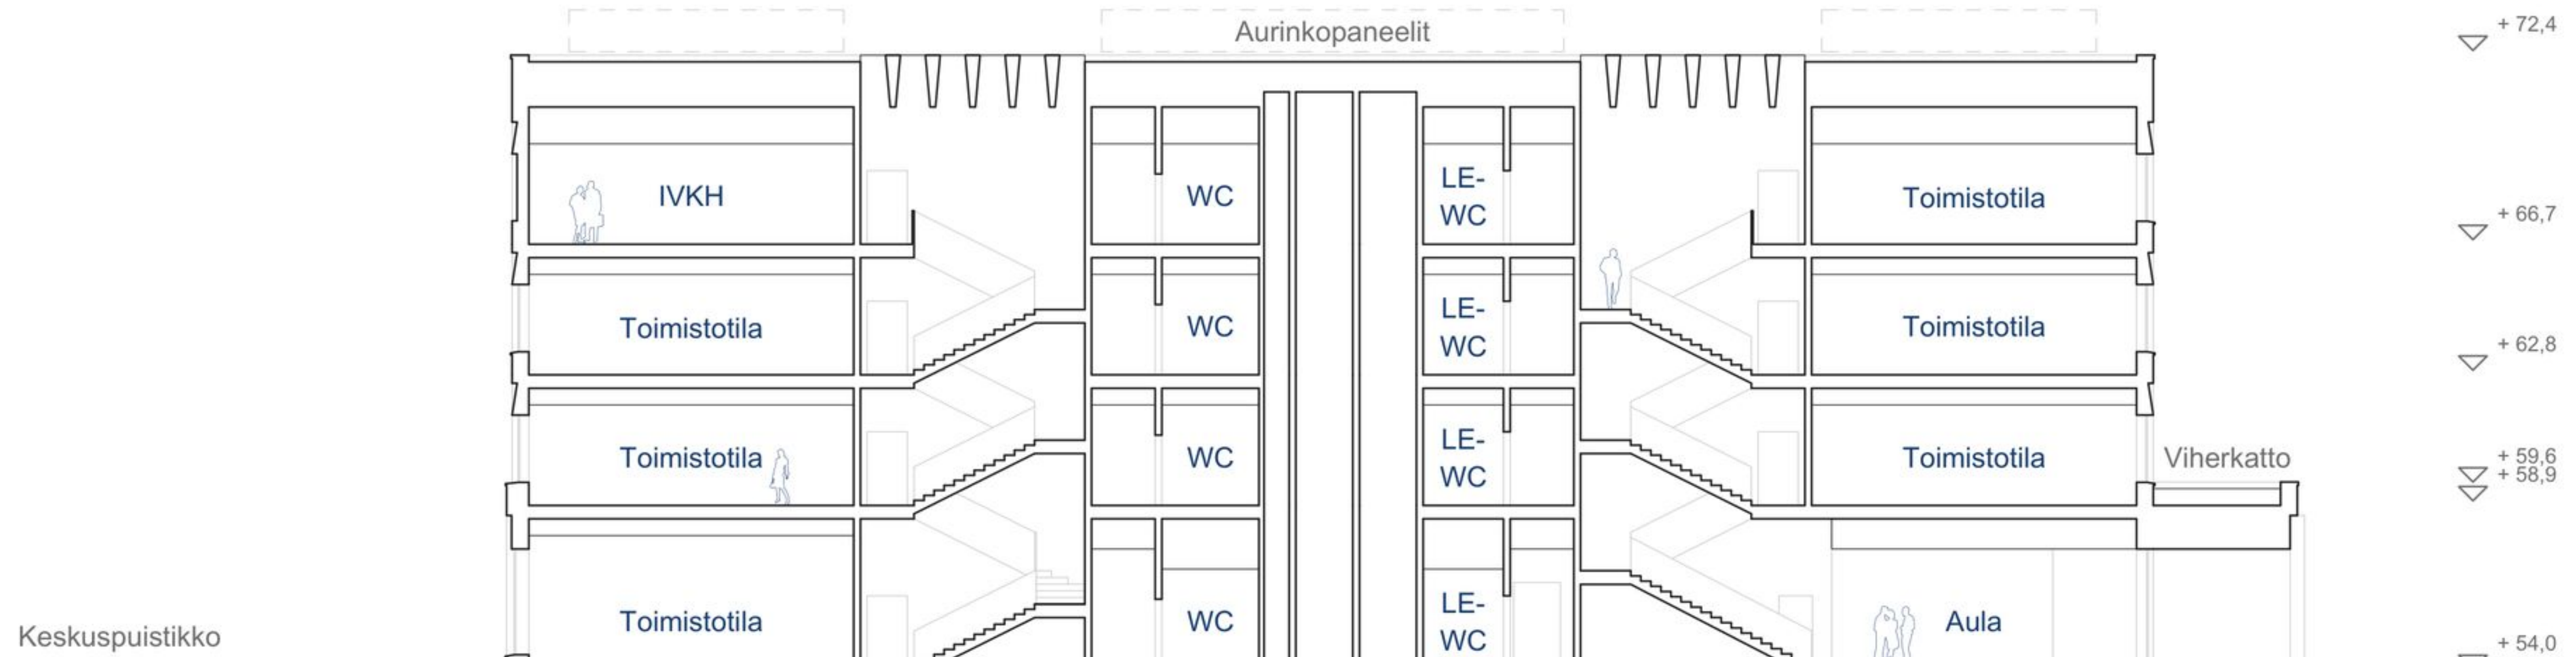 Aurinkopaneelit
+ 72,4
IVKH
WC
LE-
WC
Toimistotila
+ 66,7
Toimistotila
WC
LE-
WC
Toimistotila
+ 62,8
Toimistotila
WC
LE-
WC
Toimistotila
Viherkatto
+ 59,6
+ 58,9
Keskuspuistikko
Toimistotila
WC
LE-
WC
Aula
+ 54,0